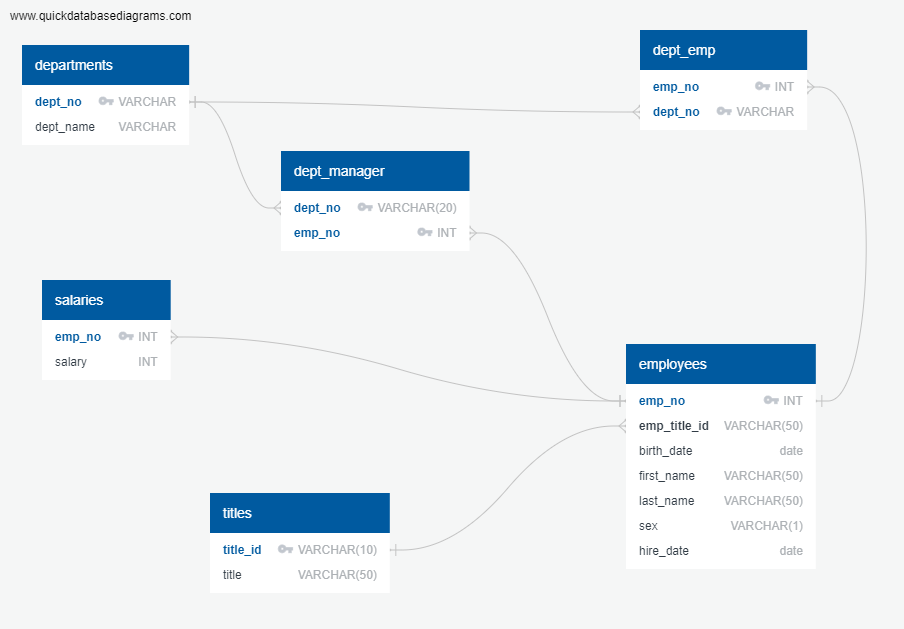 www.quickdatabasediagrams.com
departments
dept_no VARCHAR
dept_name VARCHAR
dept_emp
emp_no INT
dept_no VARCHAR
dept_manager
dept_no VARCHAR(20)
emp_no INT
salaries
emp_no INT
salary INT
employees
emp_no INT
emp_title_id VARCHAR(50)
birth_date date
first_name VARCHAR(50)
last_name VARCHAR(50)
sex VARCHAR(1)
hire_date date
titles
title_id VARCHAR(10)
title VARCHAR(50)